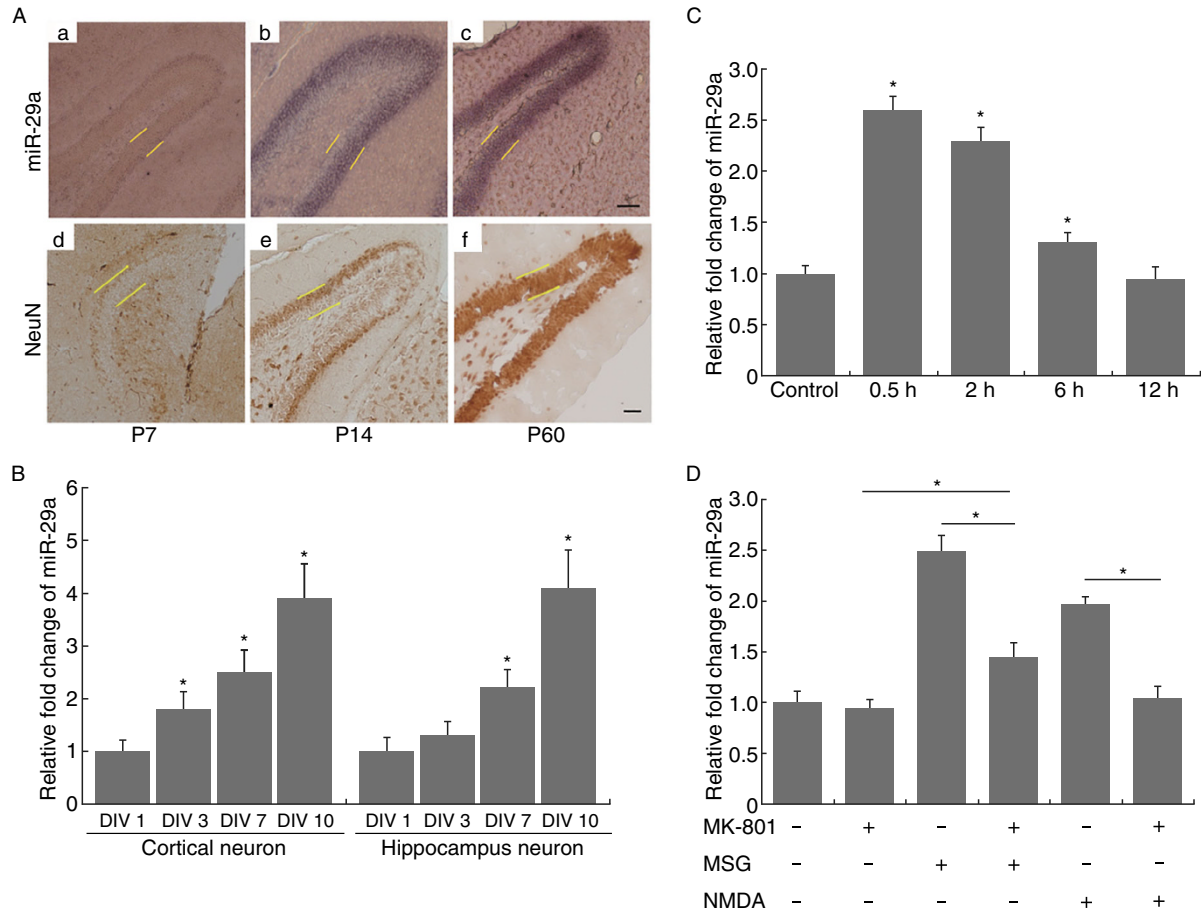 A
a
b
c
miR-29a
d
e
f
NeuN
P7
P14
P60
B
Relative fold change of miR-29a
6
5
4
3
2
1
0
*
*
*
*
*
DIV 1
DIV 3
DIV 7
DIV 10
DIV 1
DIV 3
DIV 7
DIV 10
Cortical neuron
Hippocampus neuron
C
Relative fold change of miR-29a
3.0
2.5
2.0
1.5
1.0
0.5
0
*
*
*
Control
0.5 h
2 h
6 h
12 h
D
Relative fold change of miR-29a
3.0
2.5
2.0
1.5
1.0
0.5
0
*
*
*
MK-801 – + – + – +
MSG – – + + – –
NMDA – – – – + +